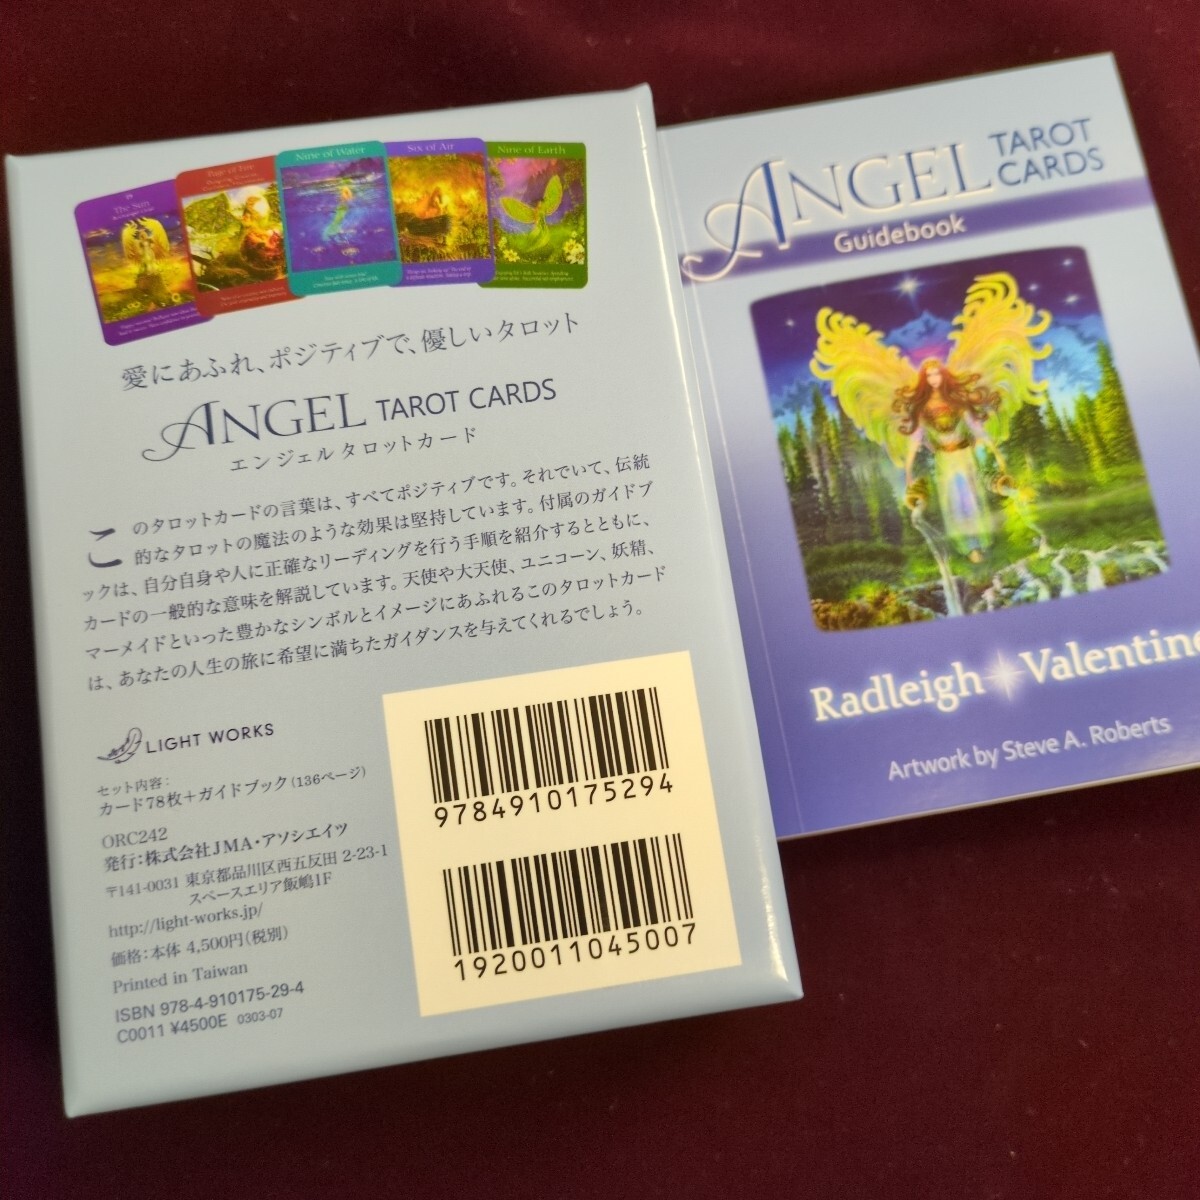 The Sun
Page of Fire
Nine of Water
Six of Air
Nine of Earth
愛にあふれ、ポジティブで、優しいタロット
ANGEL TAROT CARDS
エンジェルタロットカード
このタロットカードの言葉は、すべてポジティブです。それでいて、伝統
的なタロットの魔法のような効果は堅持しています。付属のガイドブ
ックは、自分自身や人に正確なリーディングを行う手順を紹介するとともに、
カードの一般的な意味を解説しています。天使や大天使、ユニコーン、妖精、
マーメイドといった豊かなシンボルとイメージにあふれるこのタロットカード
は、あなたの人生の旅に希望に満ちたガイダンスを与えてくれるでしょう。
LIGHT WORKS
セット内容:
カード78枚+ガイドブック(136ページ)
ORC242
発行:株式会社JMA・アソシエイツ
〒141-0031 東京都品川区西五反田 2-23-1
スペースエリア飯嶋1F
http://light-works.jp/
価格:本体 4,500円(税別)
Printed in Taiwan
ISBN 978-4-910175-29-4
C0011 ¥4500E 0303-07
9784910175294
1920011045007
ANGEL TAROT
CARDS
Guidebook
Radleigh Valentine
Artwork by Steve A. Roberts